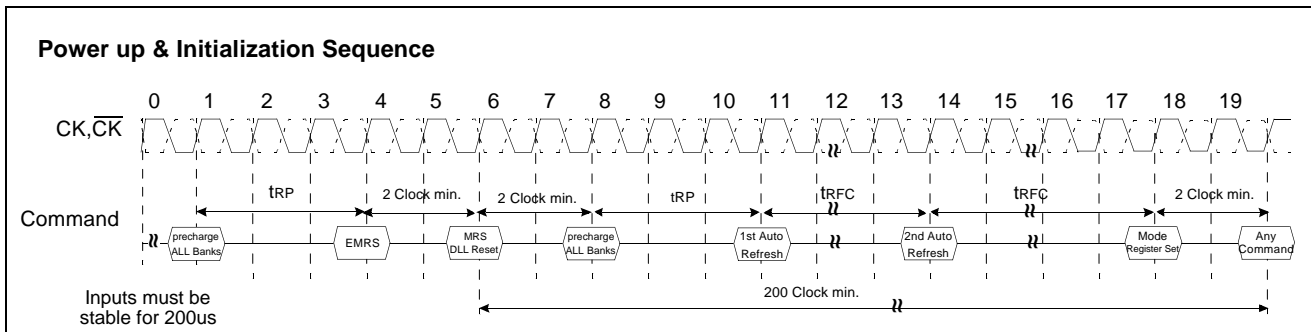 Power up & Initialization Sequence
0 1 2 3 4 5 6 7 8 9 10 11 12 13 14 15 16 17 18 19
CK,CK
tRP 2 Clock min. 2 Clock min. tRP tRFC tRFC 2 Clock min.
Command
precharge
ALL Banks
EMRS
MRS
DLL Reset
precharge
ALL Banks
1st Auto
Refresh
2nd Auto
Refresh
Mode
Register Set
Any
Command
200 Clock min.
Inputs must be
stable for 200us